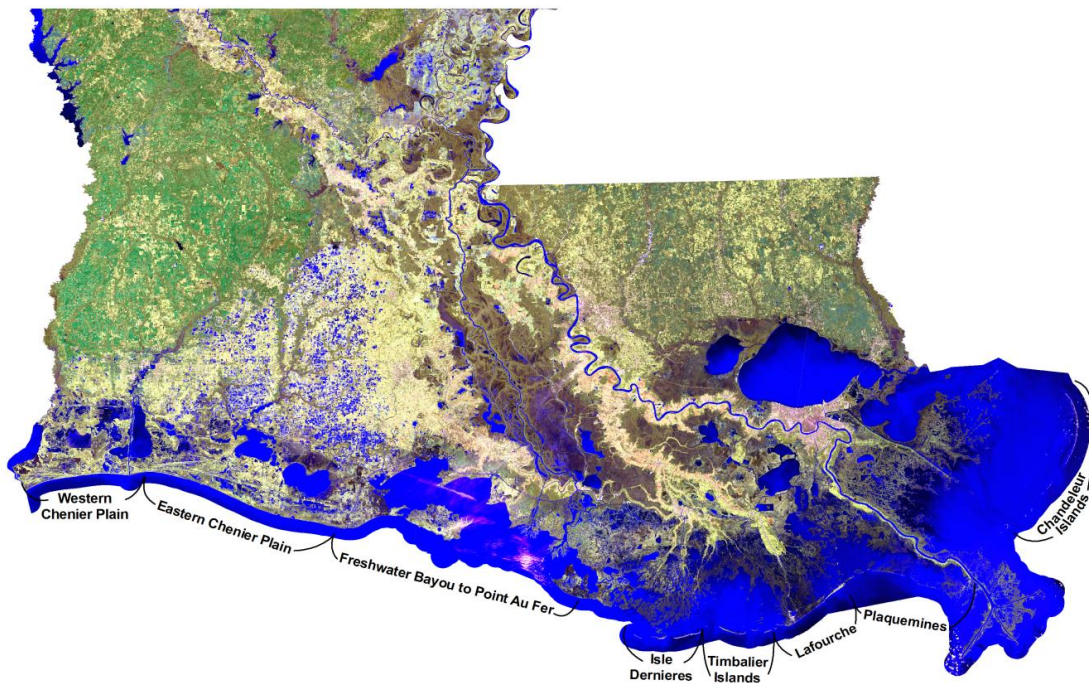 Western
Chenier Plain
Eastern Chenier Plain
Freshwater Bayou to Point Au Fer
Isle
Dernieres
Timbalier
Islands
Lafourche
Plaquemines
Chandeleur
Islands